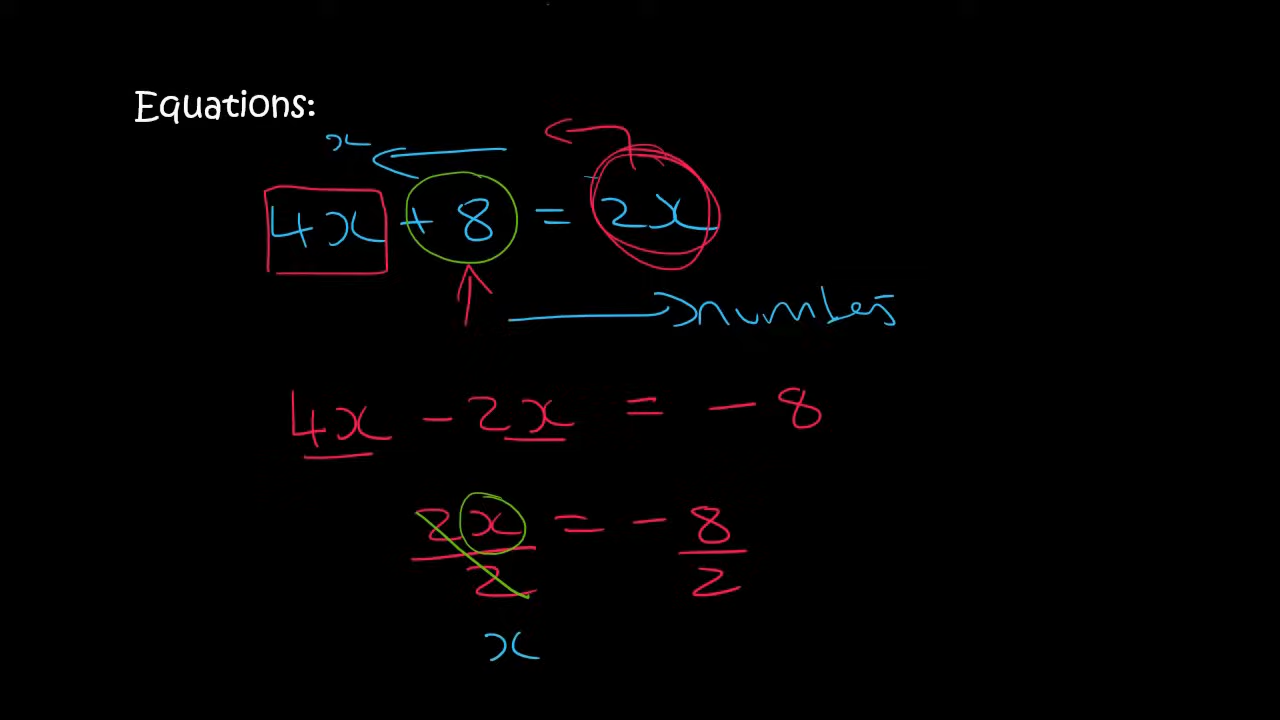 Equations:
x
4x + 8 = 2x
numbers
4x - 2x = - 8
2x/2 = - 8/2
x